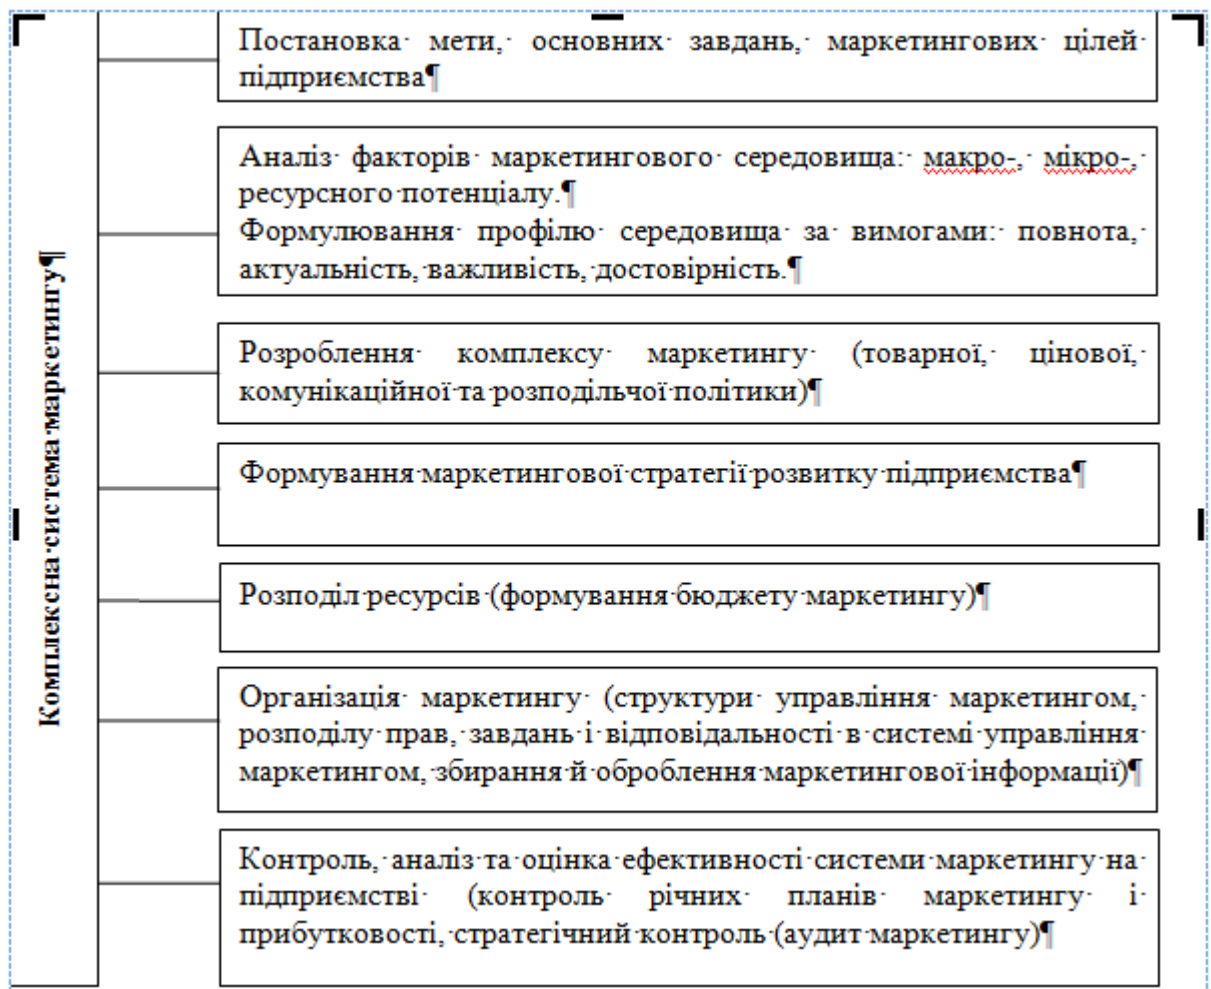 Комплексна система маркетингу¶
Постановка мети, основних завдань, маркетингових цілей
підприємства¶
Аналіз факторів маркетингового середовища: макро-, мікро-,
ресурсного потенціалу.¶
Формулювання профілю середовища за вимогами: повнота,
актуальність, важливість, достовірність.¶
Розроблення комплексу маркетингу (товарної, цінової,
комунікаційної та розподільчої політики)¶
Формування маркетингової стратегії розвитку підприємства¶
Розподіл ресурсів (формування бюджету маркетингу)¶
Організація маркетингу (структури управління маркетингом,
розподілу прав, завдань і відповідальності в системі управління
маркетингом, збирання й оброблення маркетингової інформації)¶
Контроль, аналіз та оцінка ефективності системи маркетингу на
підприємстві (контроль річних планів маркетингу і
прибутковості, стратегічний контроль (аудит маркетингу)¶